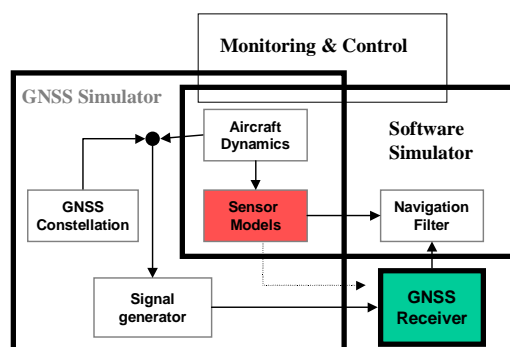 Monitoring & Control
GNSS Simulator
Aircraft
Dynamics
Software
Simulator
GNSS
Constellation
Sensor
Models
Navigation
Filter
Signal
generator
GNSS
Receiver